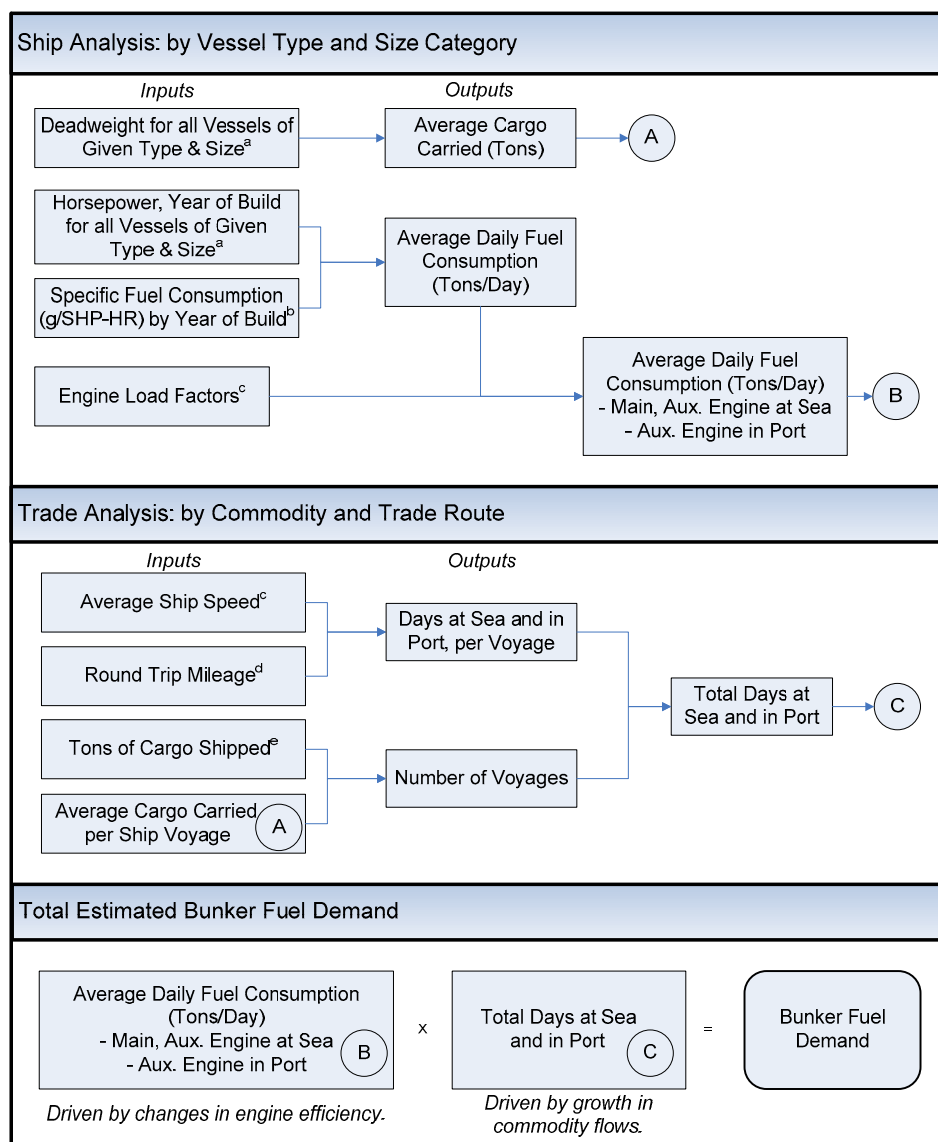 Ship Analysis: by Vessel Type and Size Category
Inputs
Outputs
Deadweight for all Vessels of
Given Type & Size^a
Average Cargo
Carried (Tons)
A
Horsepower, Year of Build
for all Vessels of Given
Type & Size^a
Average Daily Fuel
Consumption
(Tons/Day)
Specific Fuel Consumption
(g/SHP-HR) by Year of Build^b
Engine Load Factors^c
Average Daily Fuel
Consumption (Tons/Day)
- Main, Aux. Engine at Sea
- Aux. Engine in Port
B
Trade Analysis: by Commodity and Trade Route
Inputs
Outputs
Average Ship Speed^c
Days at Sea and in
Port, per Voyage
Round Trip Mileage^d
Total Days at
Sea and in Port
C
Tons of Cargo Shipped^e
Number of Voyages
Average Cargo Carried
per Ship Voyage
A
Total Estimated Bunker Fuel Demand
Average Daily Fuel Consumption
(Tons/Day)
- Main, Aux. Engine at Sea
- Aux. Engine in Port
B
x
Total Days at Sea
and in Port
C
=
Bunker Fuel
Demand
Driven by changes in engine efficiency.
Driven by growth in
commodity flows.